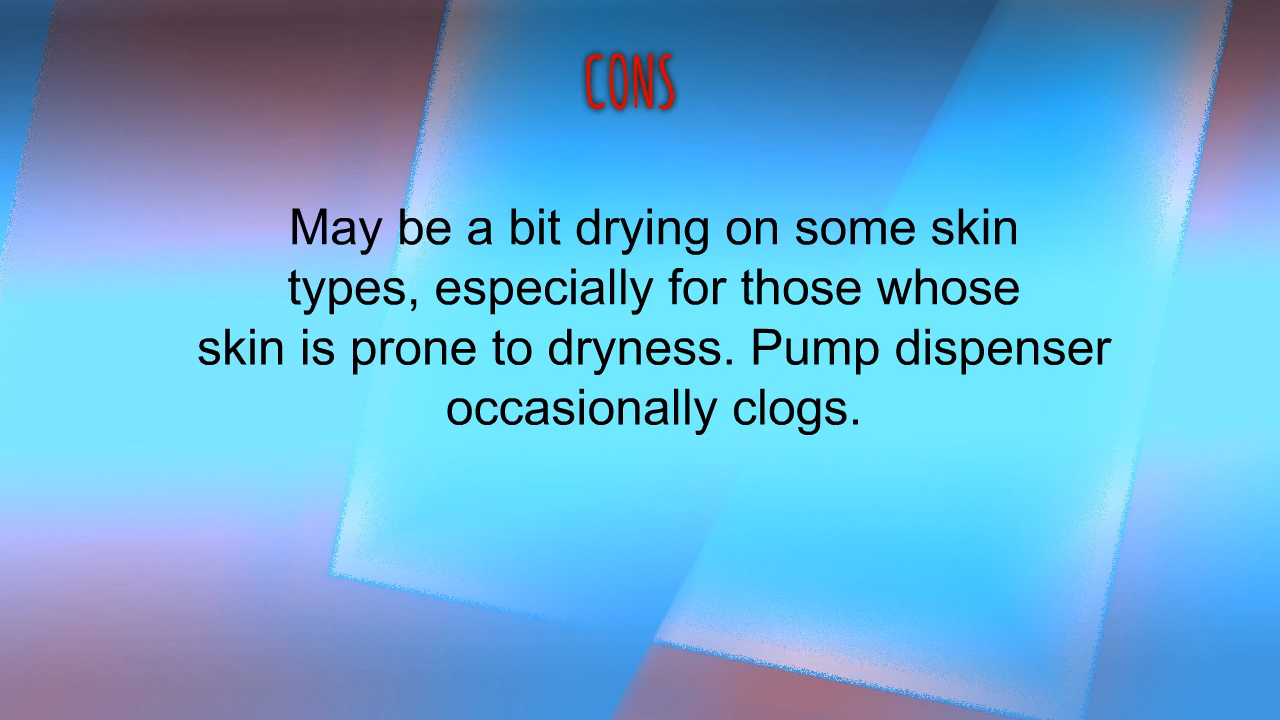 CONS
May be a bit drying on some skin
types, especially for those whose
skin is prone to dryness. Pump dispenser
occasionally clogs.